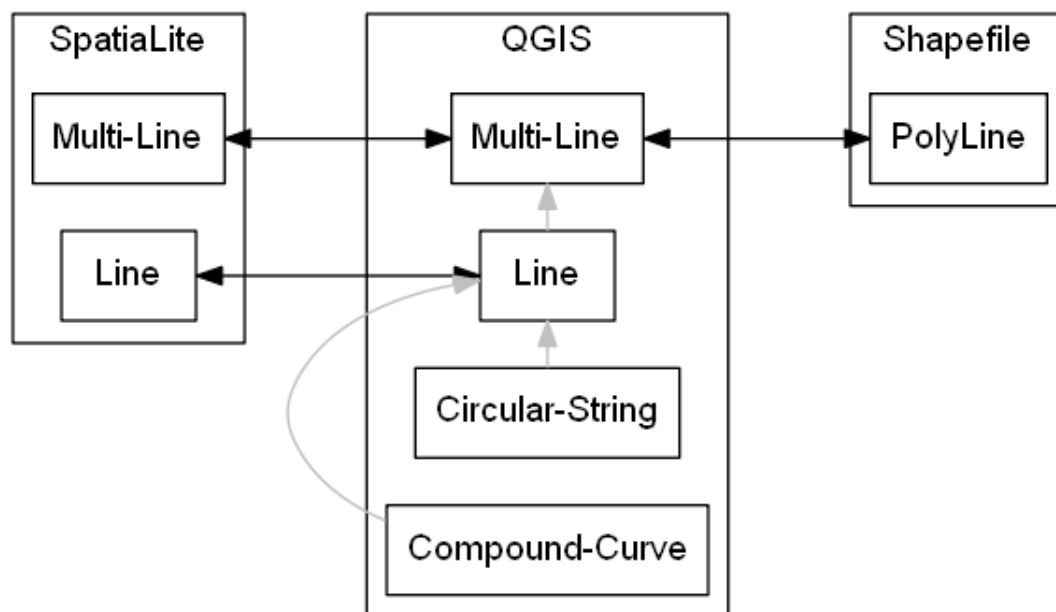 SpatiaLite
Multi-Line
Line
QGIS
Multi-Line
Line
Circular-String
Compound-Curve
Shapefile
PolyLine